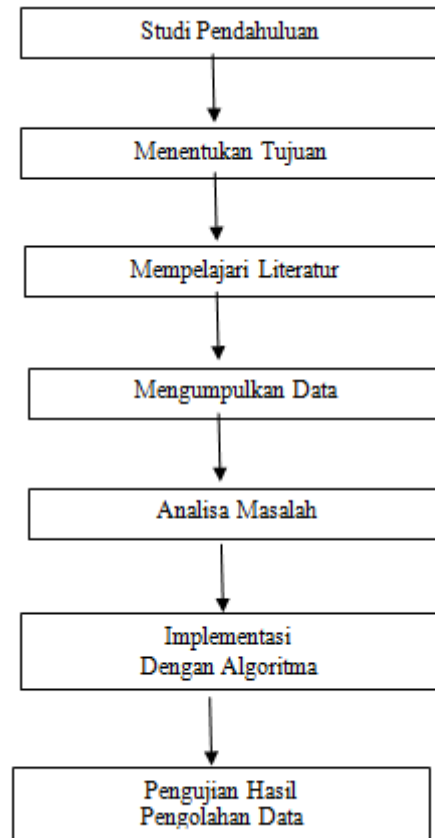 Studi Pendahuluan
Menentukan Tujuan
Mempelajari Literatur
Mengumpulkan Data
Analisa Masalah
Implementasi
Dengan Algoritma
Pengujian Hasil
Pengolahan Data